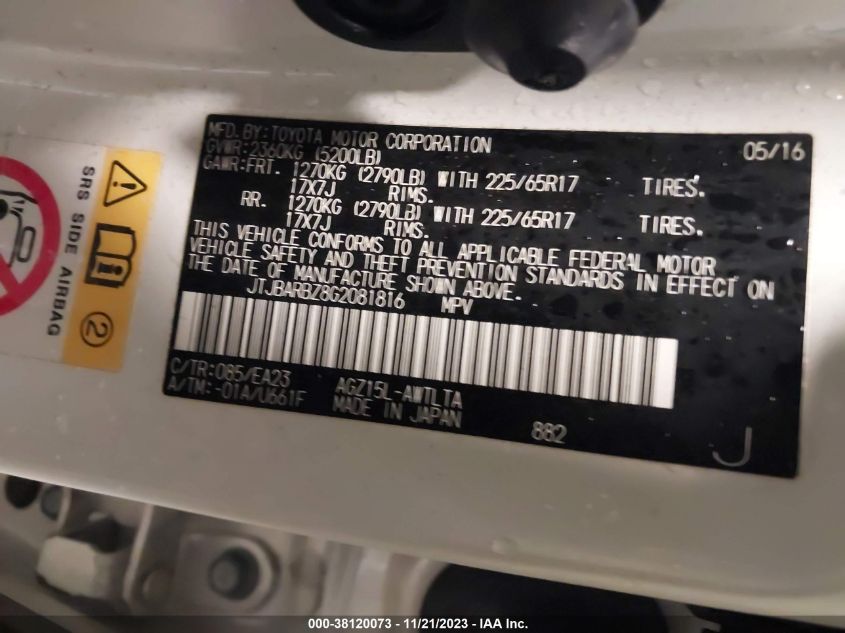 MFD. BY: TOYOTA MOTOR CORPORATION 05/16
GVWR: 2360KG (5200LB)
GAWR: FRT. 1270KG (2790LB) WITH 225/65R17 TIRES.
17X7J RIMS.
RR. 1270KG (2790LB) WITH 225/65R17 TIRES.
17X7J RIMS.
THIS VEHICLE CONFORMS TO ALL APPLICABLE FEDERAL MOTOR
VEHICLE SAFETY AND THEFT PREVENTION STANDARDS IN EFFECT ON
THE DATE OF MANUFACTURE SHOWN ABOVE.
JTJBARBZ8G2081816 MPV
C/TR: 085/EA23 AGZ15L-AWTLTA
A/TM: -01A/U661F MADE IN JAPAN
882
J
SRS SIDE AIRBAG
2
000-38120073 - 11/21/2023 - IAA Inc.